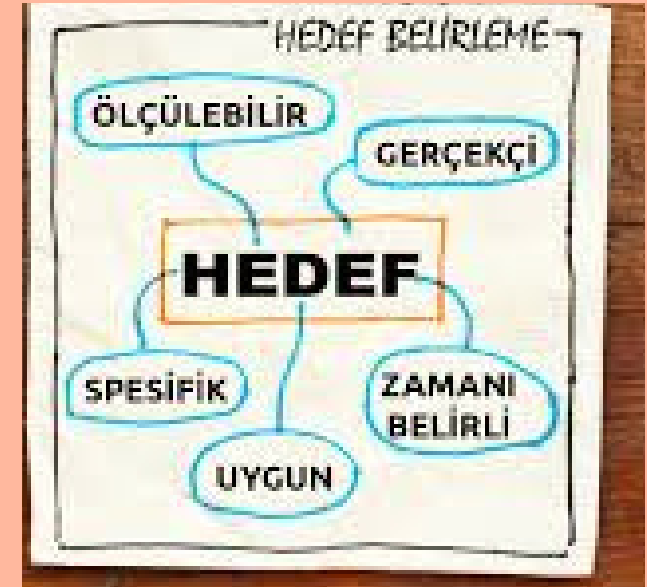 HEDEF BELİRLEME
ÖLÇÜLEBİLİR
GERÇEKÇİ
HEDEF
SPESİFİK
ZAMANI
BELİRLİ
UYGUN